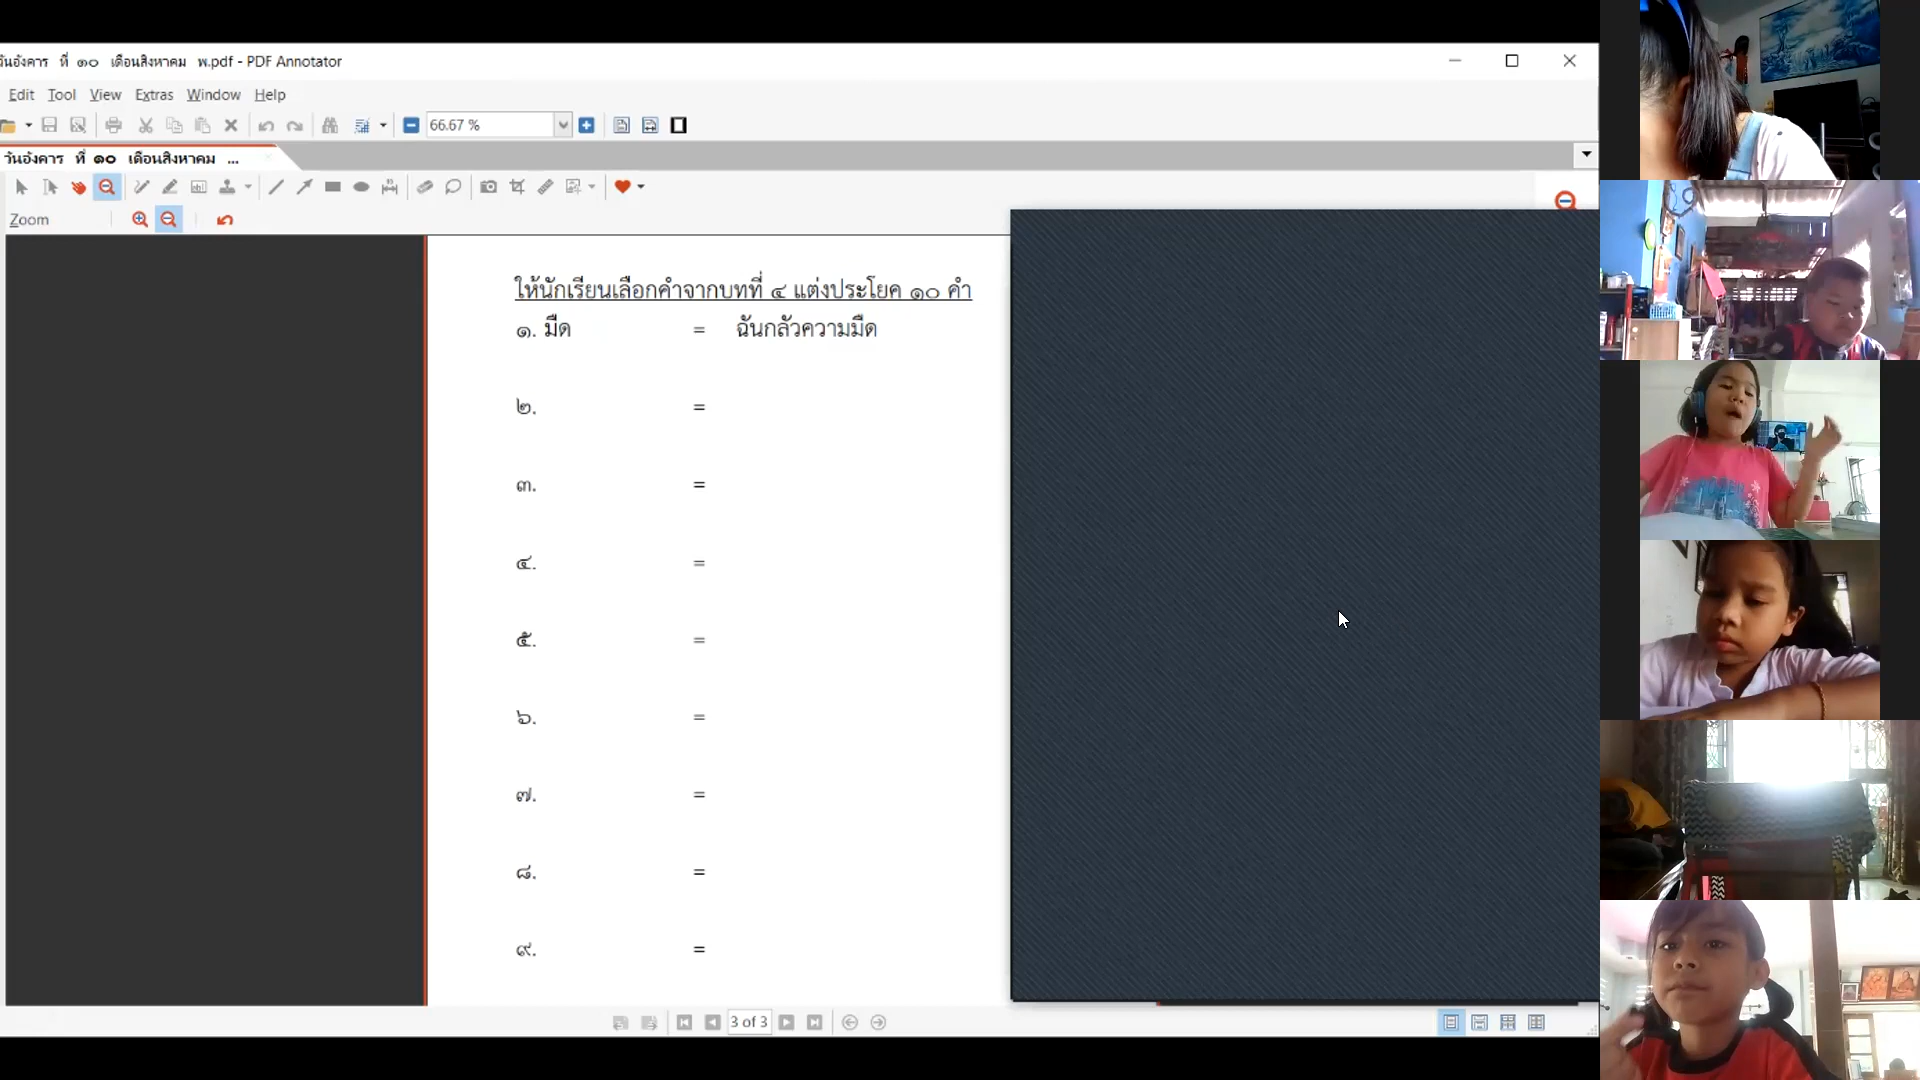 วันอังคาร ที่ ๑๐ เดือนสิงหาคม พ.pdf - PDF Annotator
Edit Tool View Extras Window Help
66.67 %
วันอังคาร ที่ ๑๐ เดือนสิงหาคม ...
Zoom
ให้นักเรียนเลือกคำจากบทที่ ๔ แต่งประโยค ๑๐ คำ
๑. มืด = ฉันกลัวความมืด
๒. =
๓. =
๔. =
๕. =
๖. =
๗. =
๘. =
๙. =
3 of 3